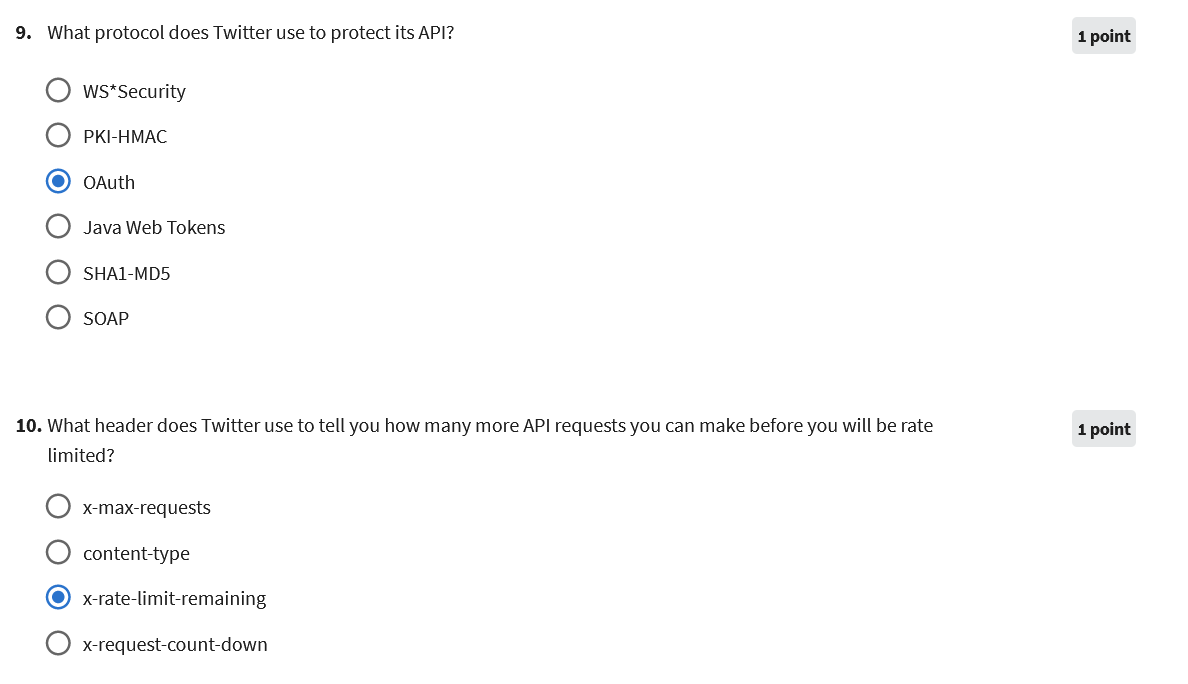 9. What protocol does Twitter use to protect its API?
1 point
WS*Security
PKI-HMAC
OAuth
Java Web Tokens
SHA1-MD5
SOAP
10. What header does Twitter use to tell you how many more API requests you can make before you will be rate
limited?
1 point
x-max-requests
content-type
x-rate-limit-remaining
x-request-count-down